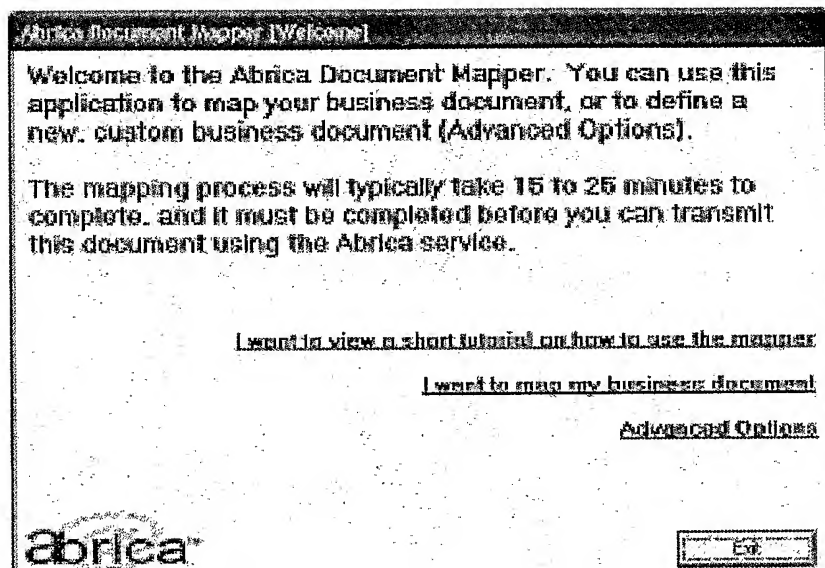 Abrica Document Mapper [Welcome]
Welcome to the Abrica Document Mapper. You can use this
application to map your business document, or to define a
new, custom business document (Advanced Options).
The mapping process will typically take 15 to 25 minutes to
complete, and it must be completed before you can transmit
this document using the Abrica service.
I want to view a short tutorial on how to use the mapper
I want to map my business document
Advanced Options
abrica
Exit